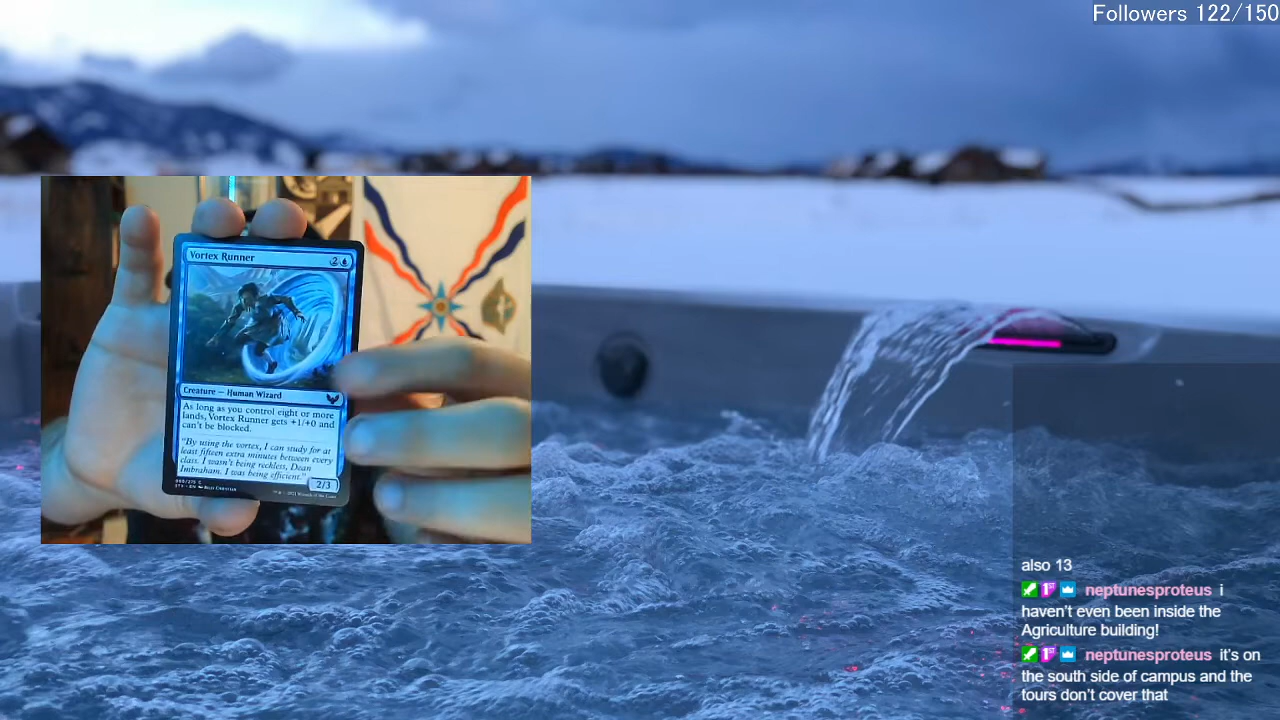 Followers 122/150
Vortex Runner
2
Creature — Human Wizard
As long as you control eight or more
lands, Vortex Runner gets +1/+0 and
can't be blocked.
"By using the vortex, I can study for at
least fifteen extra minutes between every
class. I wasn't being reckless, Dean
Imbraham. I was being efficient."
2/3
also 13
neptunesproteus i
haven't even been inside the
Agriculture building!
neptunesproteus it's on
the south side of campus and the
tours don't cover that